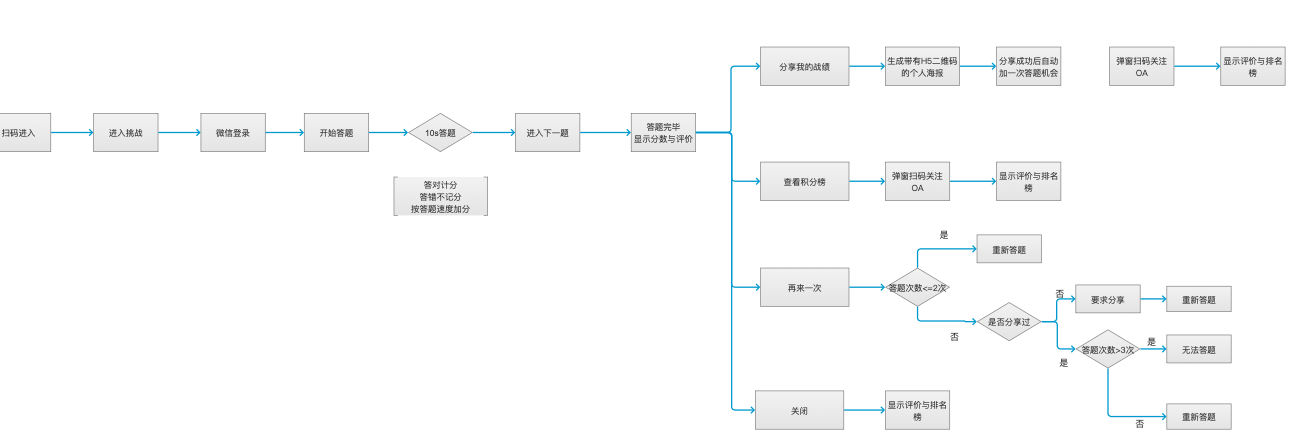 扫码进入
进入挑战
微信登录
开始答题
10s答题
进入下一题
答题完毕
显示分数与评价
答对计分
答错不记分
按答题速度加分
分享我的战绩
生成带有H5二维码
的个人海报
分享成功后自动
加一次答题机会
弹窗扫码关注
OA
显示评价与排名
榜
查看积分榜
弹窗扫码关注
OA
显示评价与排名
榜
再来一次
答题次数<=2次
是
重新答题
否
是否分享过
否
要求分享
重新答题
是
答题次数>3次
是
无法答题
否
重新答题
关闭
显示评价与排名
榜